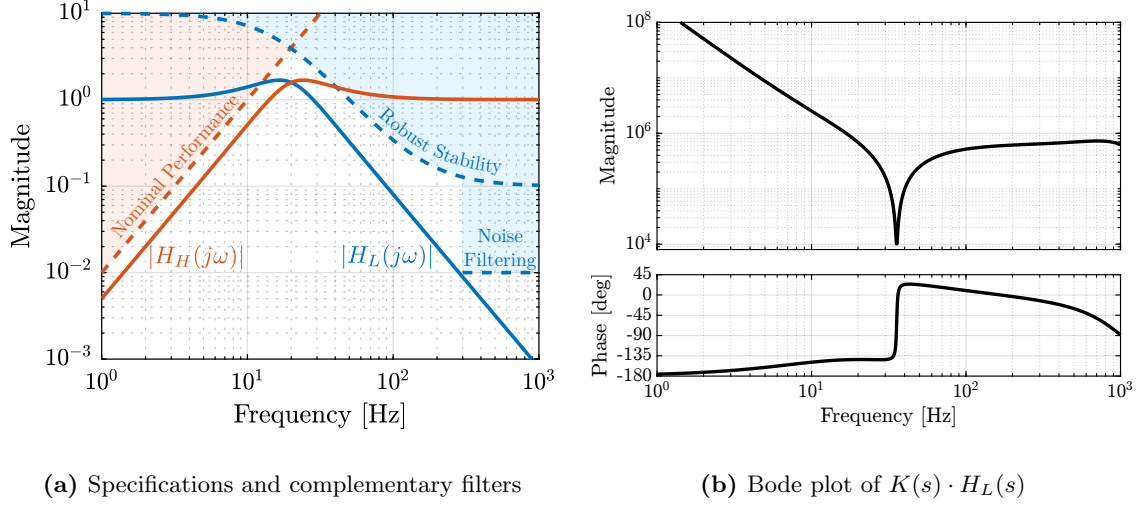 10^1
10^0
10^-1
10^-2
10^-3
Magnitude
10^0
10^1
10^2
10^3
Frequency [Hz]
Nominal Performance
Robust Stability
Noise
Filtering
|H_H(jω)|
|H_L(jω)|
(a) Specifications and complementary filters
10^8
10^6
10^4
Magnitude
45
0
-45
-90
-135
-180
Phase [deg]
10^0
10^1
10^2
10^3
Frequency [Hz]
(b) Bode plot of K(s) · H_L(s)